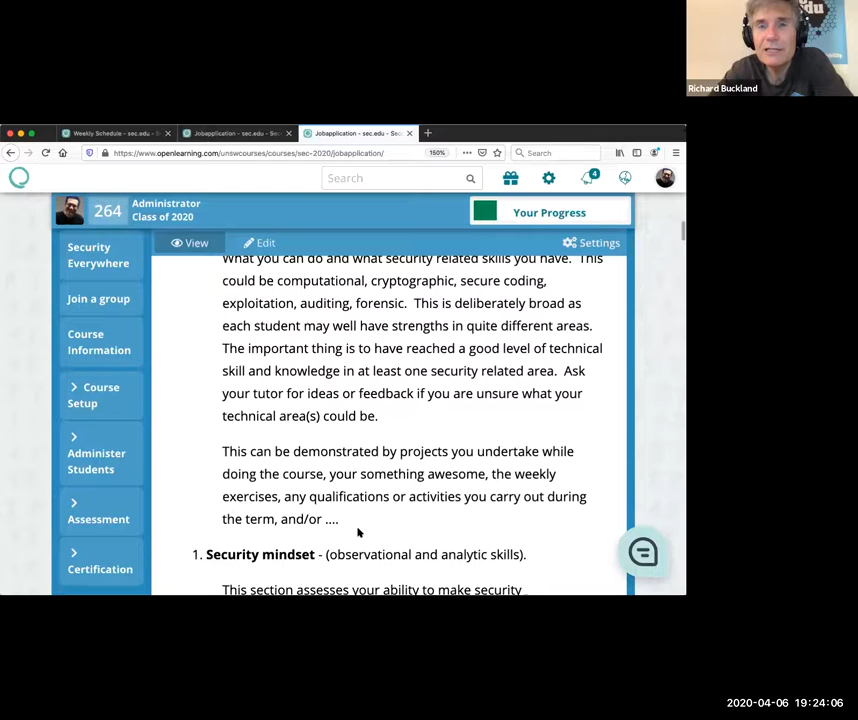 edu
Richard Buckland
Weekly Schedule - sec.edu - S
Jobapplication - sec.edu - Sec
Jobapplication - sec.edu - Sec
https://www.openlearning.com/unswcourses/courses/sec-2020/jobapplication/
150%
Search
Search
4
264
Administrator
Class of 2020
Your Progress
View
Edit
Settings
Security
Everywhere
Join a group
Course
Information
Course
Setup
Administer
Students
Assessment
Certification
What you can do and what security related skills you have. This
could be computational, cryptographic, secure coding,
exploitation, auditing, forensic. This is deliberately broad as
each student may well have strengths in quite different areas.
The important thing is to have reached a good level of technical
skill and knowledge in at least one security related area. Ask
your tutor for ideas or feedback if you are unsure what your
technical area(s) could be.
This can be demonstrated by projects you undertake while
doing the course, your something awesome, the weekly
exercises, any qualifications or activities you carry out during
the term, and/or ....
1. Security mindset - (observational and analytic skills).
This section assesses your ability to make security
2020-04-06 19:24:06